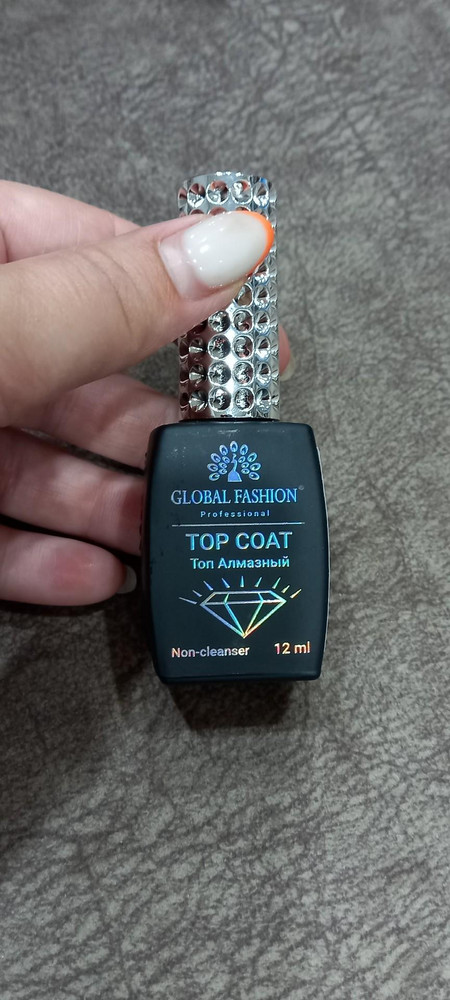 GLOBAL FASHION®
Professional
TOP COAT
Топ Алмазный
Non-cleanser 12 ml